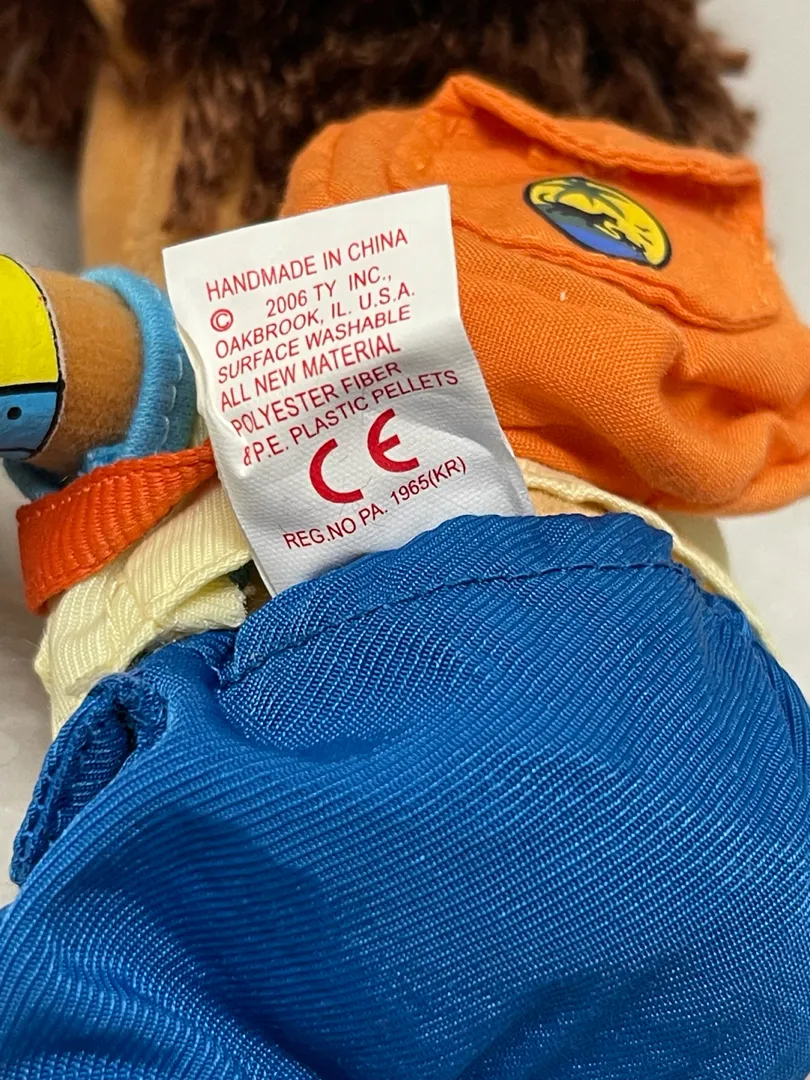 HANDMADE IN CHINA
© 2006 TY INC.,
OAKBROOK, IL. U.S.A.
SURFACE WASHABLE
ALL NEW MATERIAL
POLYESTER FIBER
&P.E. PLASTIC PELLETS
CE
REG.NO PA. 1965(KR)